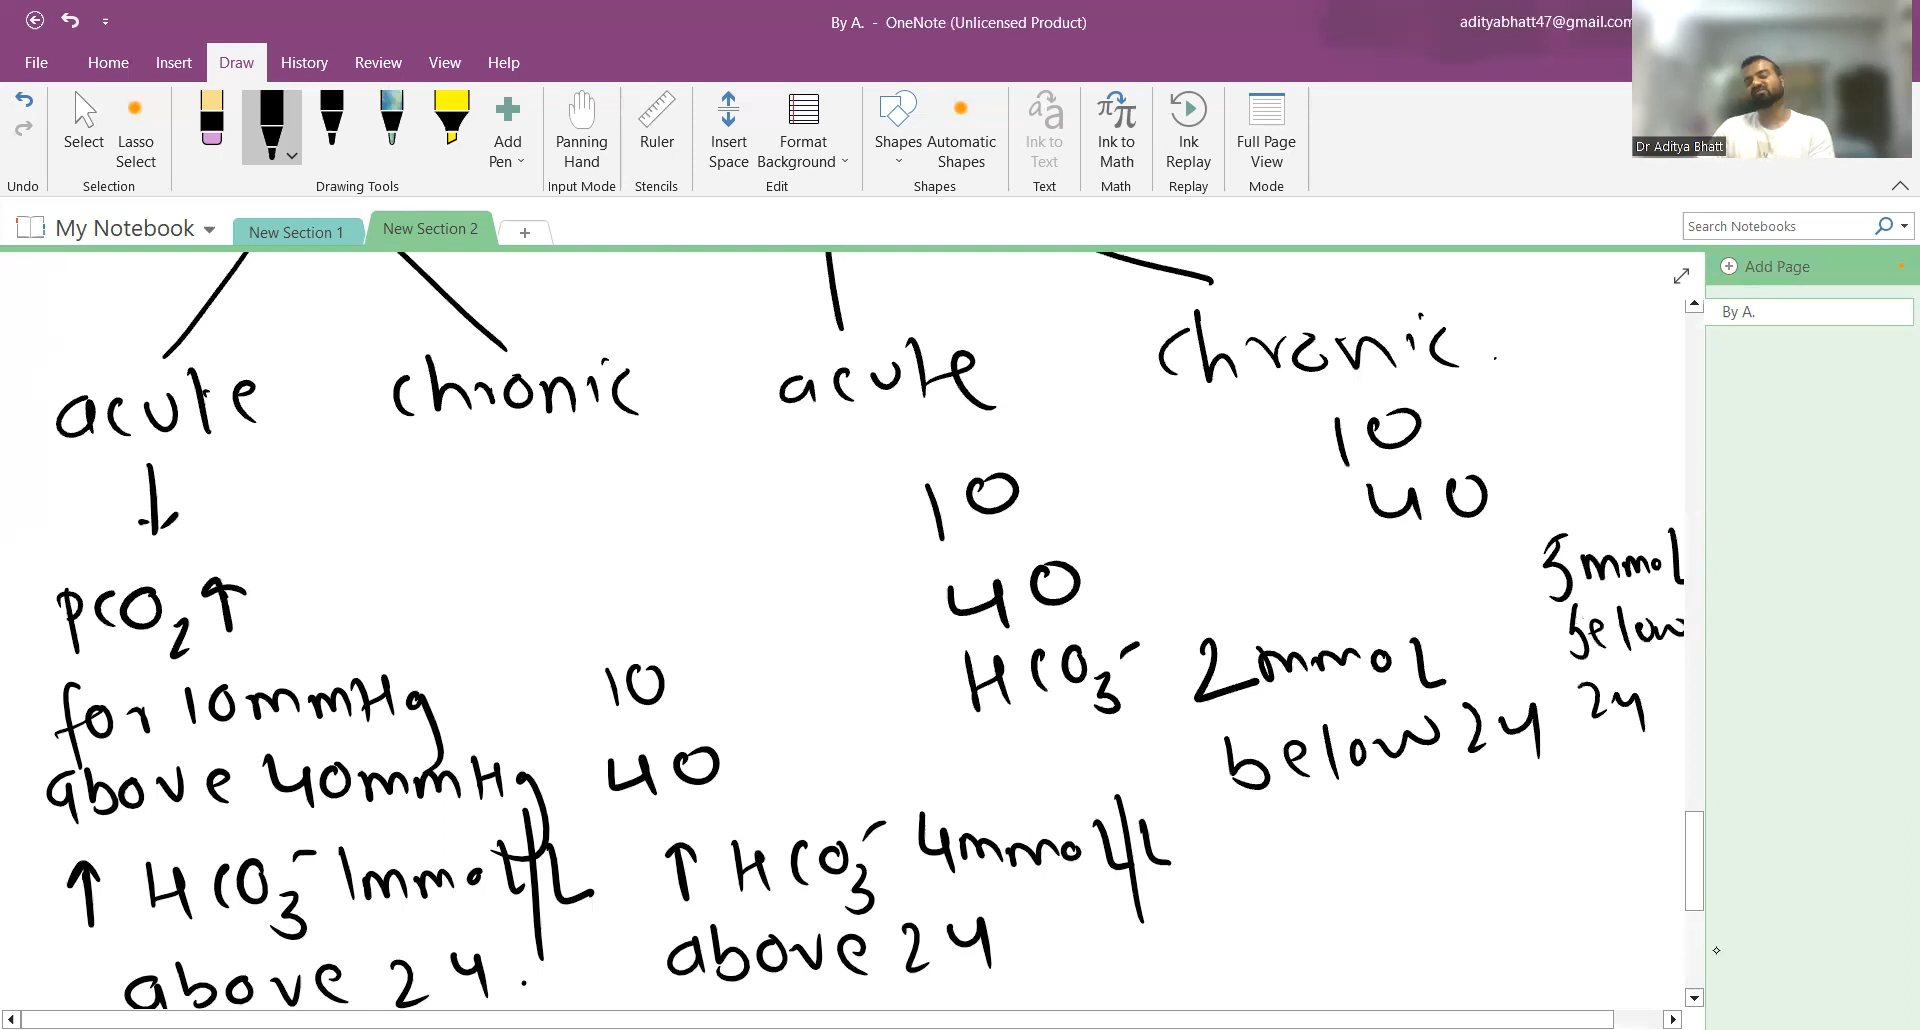 By A. - OneNote (Unlicensed Product)
adityabhatt47@gmail.com
File Home Insert Draw History Review View Help
Undo
Select
Lasso Select
Selection
Add Pen
Drawing Tools
Panning Hand
Input Mode
Ruler
Stencils
Insert Space
Format Background
Edit
Shapes
Automatic Shapes
Shapes
Ink to Text
Text
Ink to Math
Math
Ink Replay
Replay
Full Page View
Mode
Dr Aditya Bhatt
My Notebook
New Section 1
New Section 2
Search Notebooks
Add Page
By A.
acute
↓
pCO2↑
for 10mmHg
above 40mmHg
↑ HCO3- 1mmol/L
above 24.
chronic
10
40
↑ HCO3- 4mmol/L
above 24
acute
10
40
HCO3- 2mmol
below 24
chronic.
10
40
5mmol
below
24